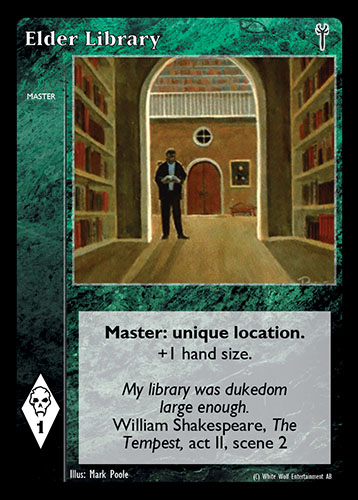 Elder Library
MASTER
Master: unique location.
+1 hand size.
My library was dukedom
large enough.
William Shakespeare, The
Tempest, act II, scene 2
1
Illus: Mark Poole
(C) White Wolf Entertainment AB